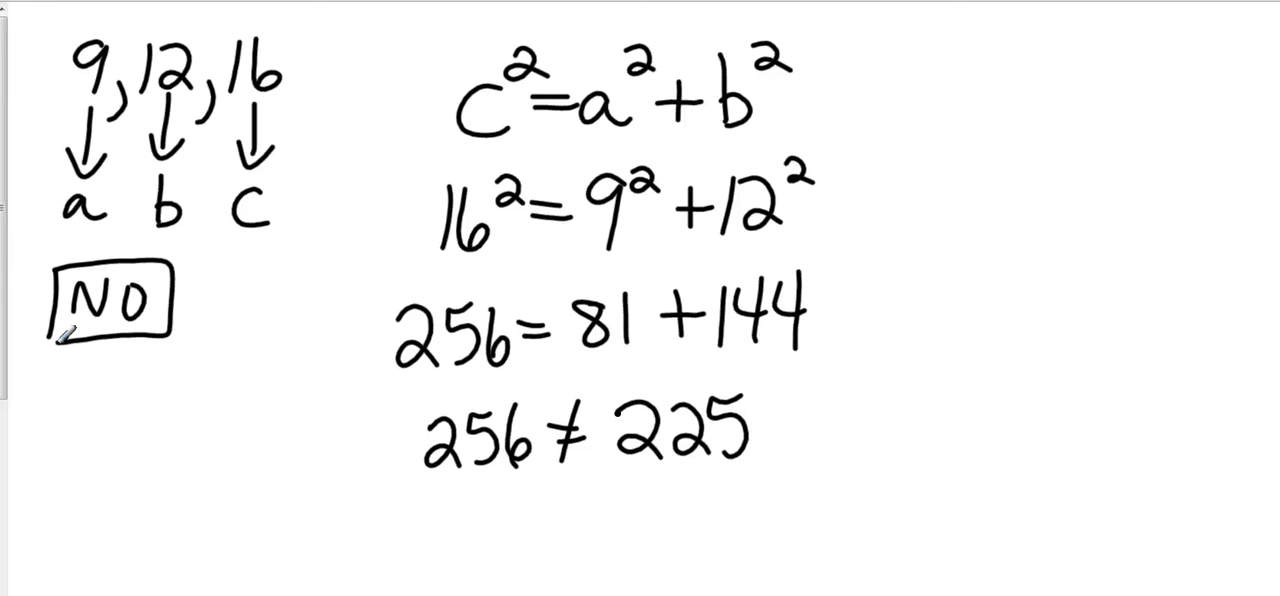 9, 12, 16
a b c
NO
c²=a²+b²
16²=9²+12²
256=81+144
256≠225